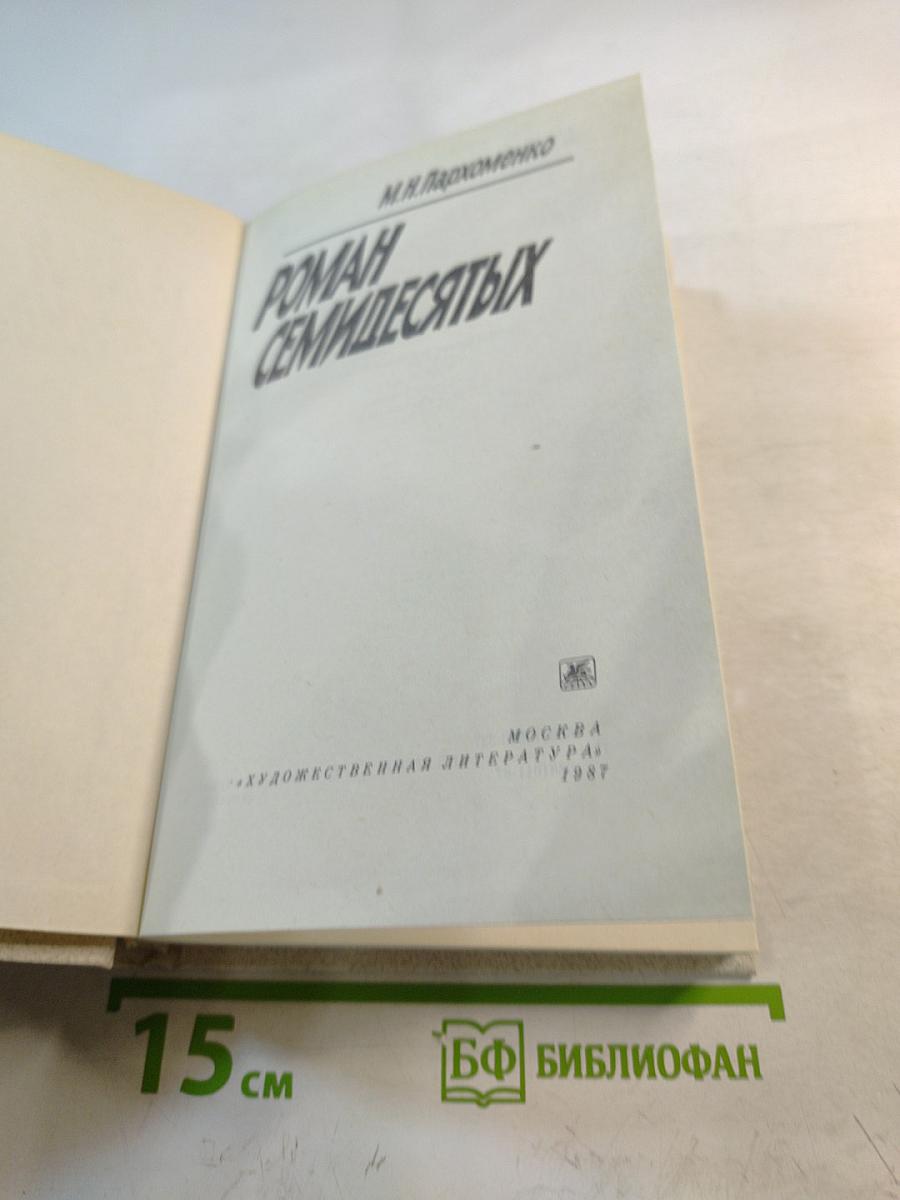 М.Н.Пархоменко
РОМАН
СЕМИДЕСЯТЫХ
МОСКВА
«ХУДОЖЕСТВЕННАЯ ЛИТЕРАТУРА»
1987
15 см
БФ БИБЛИОФАН